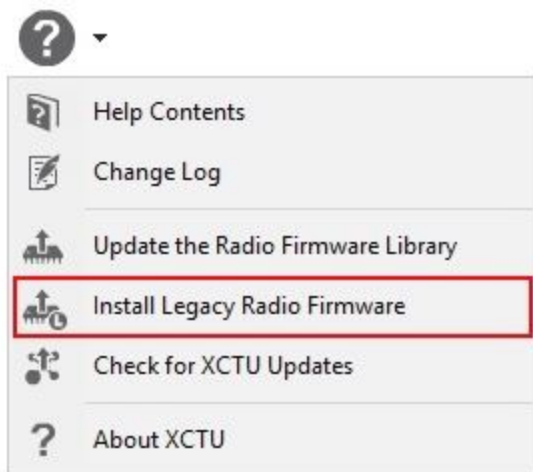 Help Contents
Change Log
Update the Radio Firmware Library
Install Legacy Radio Firmware
Check for XCTU Updates
About XCTU